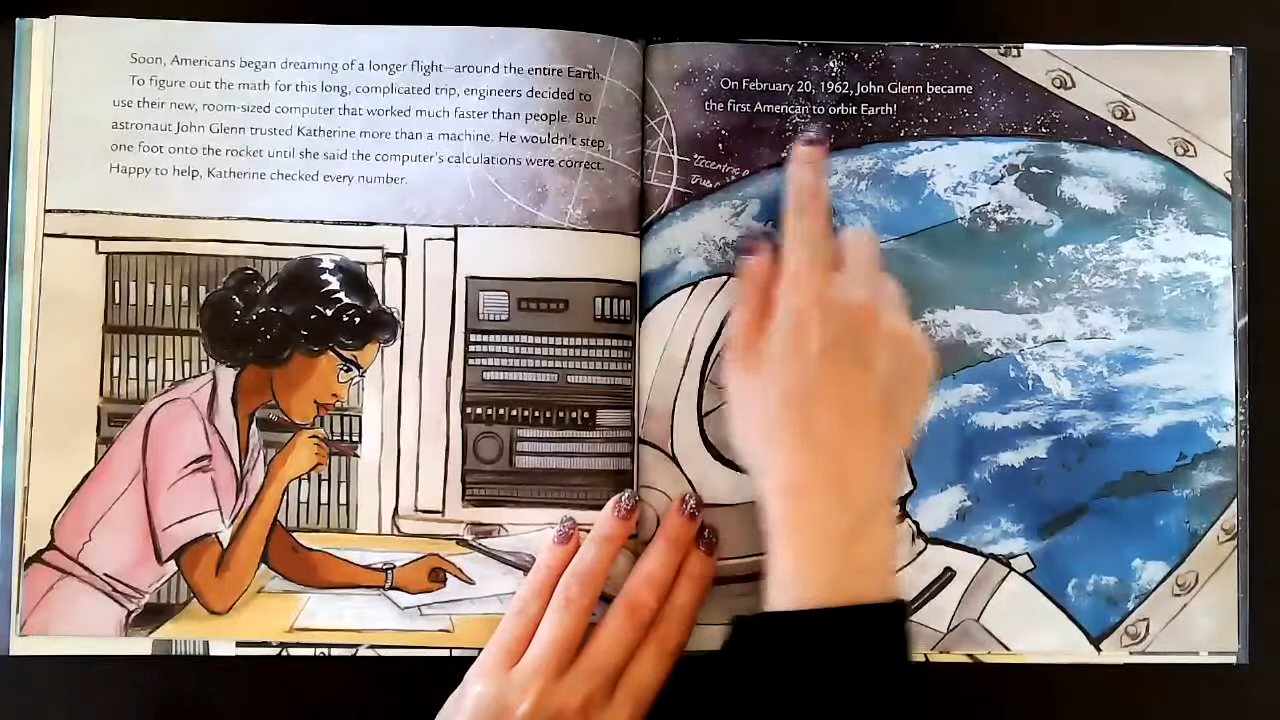 Soon, Americans began dreaming of a longer flight—around the entire Earth.
To figure out the math for this long, complicated trip, engineers decided to
use their new, room-sized computer that worked much faster than people. But
astronaut John Glenn trusted Katherine more than a machine. He wouldn't step
one foot onto the rocket until she said the computer's calculations were correct.
Happy to help, Katherine checked every number.
On February 20, 1962, John Glenn became
the first American to orbit Earth!